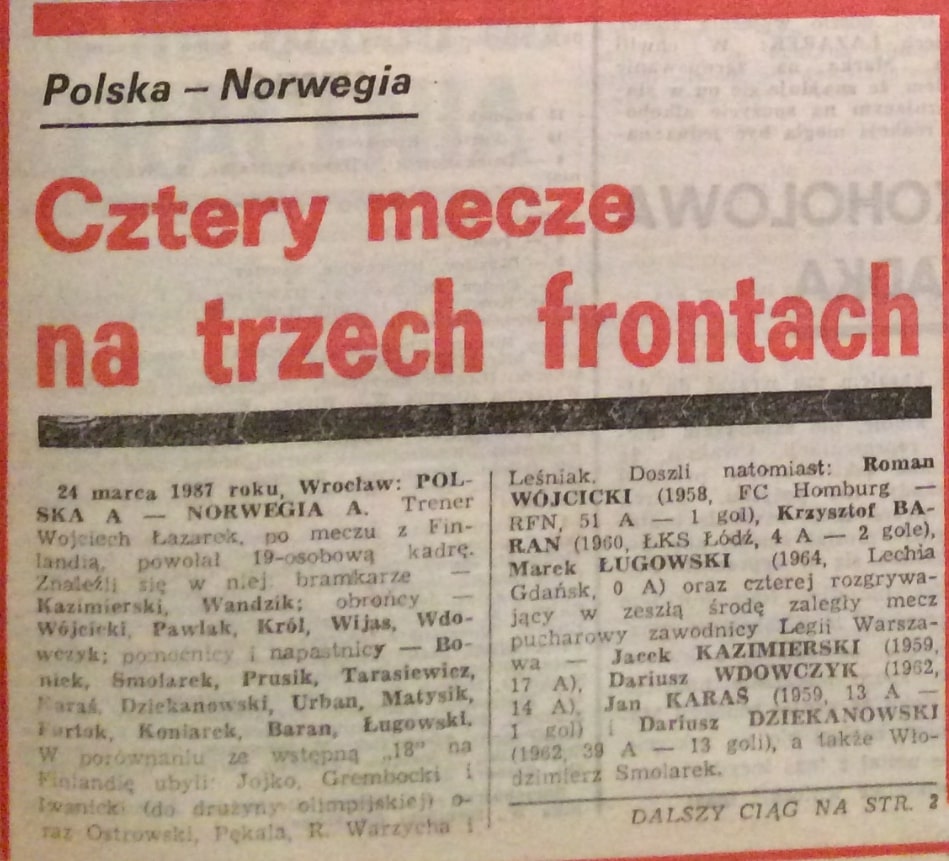 Polska – Norwegia
Cztery mecze
na trzech frontach
24 marca 1987 roku, Wrocław: POL-
SKA A — NORWEGIA A. Trener
Wojciech Łazarek, po meczu z Fin-
landią, powołał 19-osobową kadrę.
Znaleźli się w niej bramkarze —
Kazimierski, Wandzik; obrońcy —
Wójcicki, Pawlak, Król, Wijas, Wdo-
wczyk; pomocnicy i napastnicy — Bo-
niek, Smolarek, Prusik, Tarasiewicz,
Karaś, Dziekanowski, Urban, Matysik,
Furtok, Koniarek, Baran, Ługowski.
W porównaniu ze wstępną „18” na
Finlandię ubyli: Jojko, Grembocki i
Iwanicki (do drużyny olimpijskiej) o-
raz Ostrowski, Pękala, R. Warzycha i
Leśniak. Doszli natomiast: Roman
WÓJCICKI (1958, FC Homburg —
RFN, 51 A — 1 gol), Krzysztof BA-
RAN (1960, ŁKS Łódź, 4 A — 2 gole),
Marek ŁUGOWSKI (1964, Lechia
Gdańsk, 0 A) oraz czterej rozgrywa-
jący w zeszłą środę zaległy mecz
pucharowy zawodnicy Legii Warsza-
wa — Jacek KAZIMIERSKI (1959,
17 A), Dariusz WDOWCZYK (1962,
14 A), Jan KARAŚ (1959, 13 A —
1 gol) i Dariusz DZIEKANOWSKI
(1962, 39 A — 13 goli), a także Wło-
dzimierz Smolarek.
DALSZY CIĄG NA STR. 2